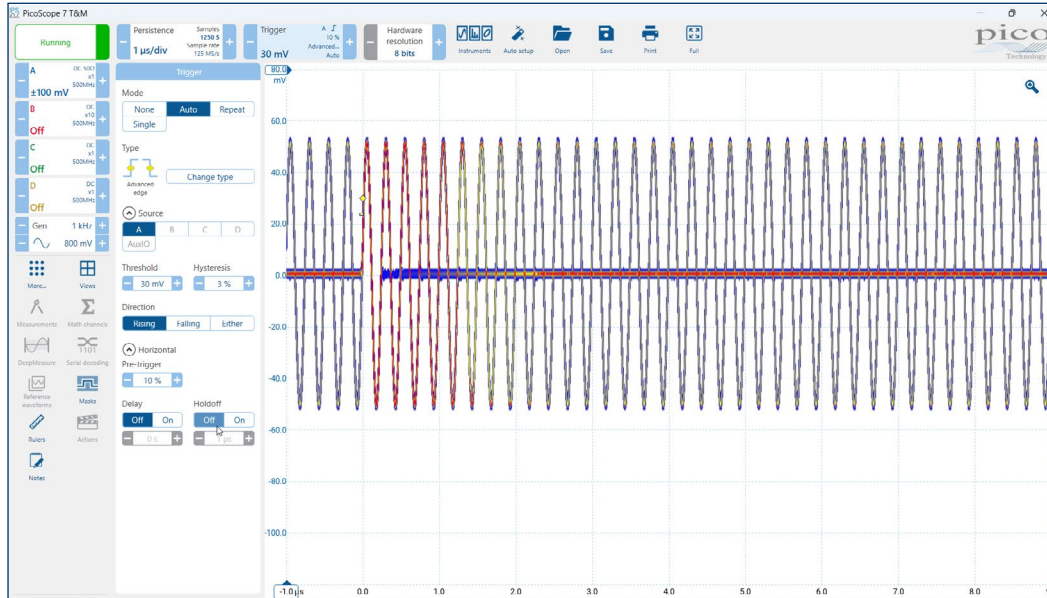 PicoScope 7 T&M
Running
Persistence
Samples
1250 S
Sample rate
125 MS/s
1 µs/div
Trigger
A
10 %
Advanced...
Auto
30 mV
Hardware
resolution
8 bits
Instruments
Auto setup
Open
Save
Print
Full
pico
Technology
A
DC 50Ω
x1
500MHz
±100 mV
B
DC
x10
500MHz
Off
C
DC
x1
500MHz
Off
D
DC
x1
500MHz
Off
Gen
1 kHz
800 mV
More...
Views
Measurements
Math channels
DeepMeasure
Serial decoding
1101
Reference
waveforms
Masks
Rulers
Actions
Notes
Trigger
Mode
None Auto Repeat
Single
Type
Advanced
edge
Change type
Source
A B C D
AuxIO
Threshold Hysteresis
30 mV 3 %
Direction
Rising Falling Either
Horizontal
Pre-trigger
10 %
Delay Holdoff
Off On Off On
0 s 1 µs
80.0
mV
60.0
40.0
20.0
0.0
-20.0
-40.0
-60.0
-80.0
-100.0
-1.0 µs 0.0 1.0 2.0 3.0 4.0 5.0 6.0 7.0 8.0